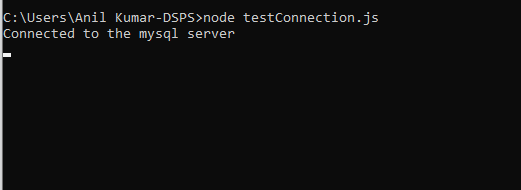 C:\Users\Anil Kumar-DSPS>node testConnection.js
Connected to the mysql server